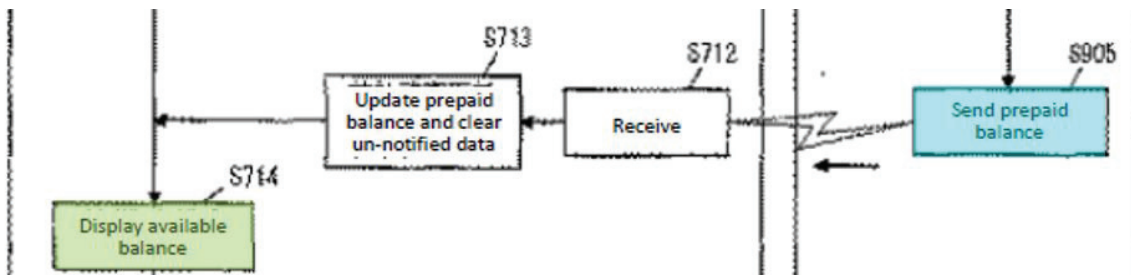 S713
S712
S905
Update prepaid
balance and clear
un-notified data
Receive
Send prepaid
balance
S714
Display available
balance